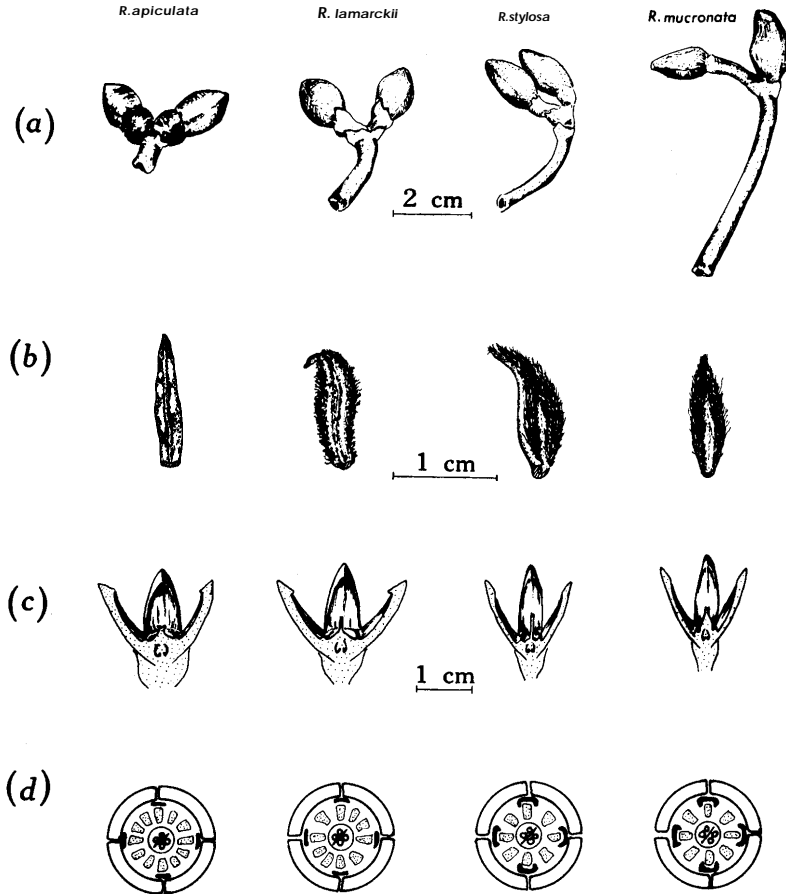 R.apiculata R. lamarckii R.stylosa R. mucronata
(a)
2 cm
(b)
1 cm
(c)
1 cm
(d)